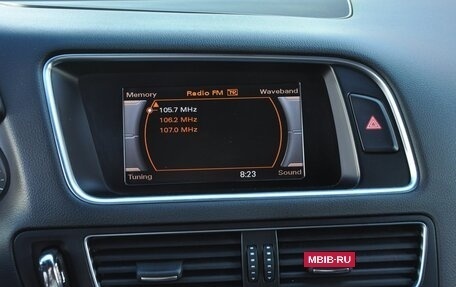 Memory Radio FM TP Waveband
105.7 MHz
106.2 MHz
107.0 MHz
Tuning 8:23 Sound
MBIB-RU